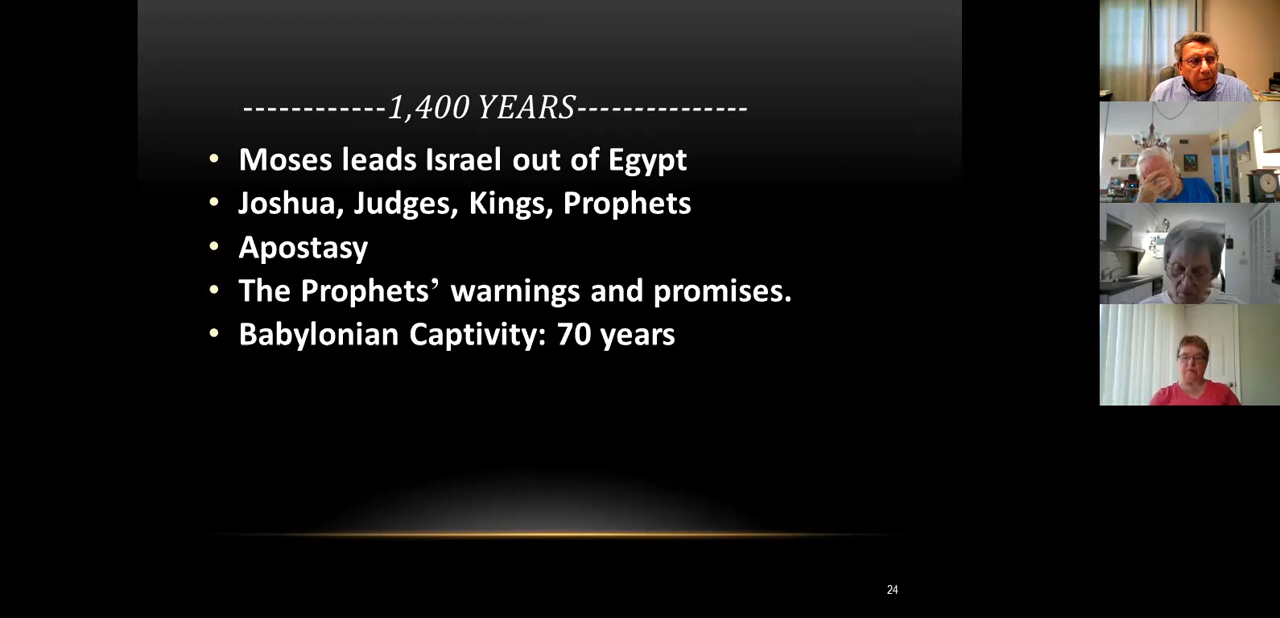 ------------1,400 YEARS---------------
• Moses leads Israel out of Egypt
• Joshua, Judges, Kings, Prophets
• Apostasy
• The Prophets’ warnings and promises.
• Babylonian Captivity: 70 years
24